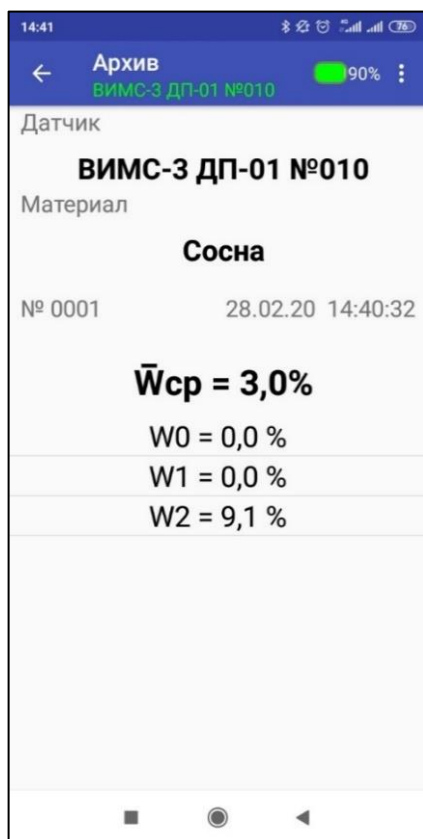 14:41
76
Архив
90%
ВИМС-3 ДП-01 №010
Датчик
ВИМС-3 ДП-01 №010
Материал
Сосна
№ 0001 28.02.20 14:40:32
W̄ср = 3,0%
W0 = 0,0 %
W1 = 0,0 %
W2 = 9,1 %